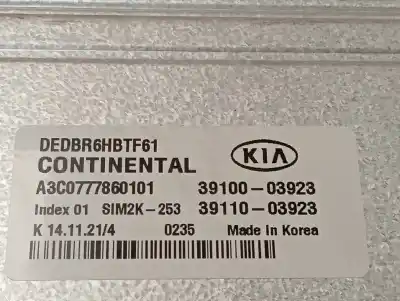 DEDBR6HBTF61
CONTINENTAL
KIA
A3C0777860101 39100-03923
Index 01 SIM2K-253 39110-03923
K 14.11.21/4 0235 Made in Korea